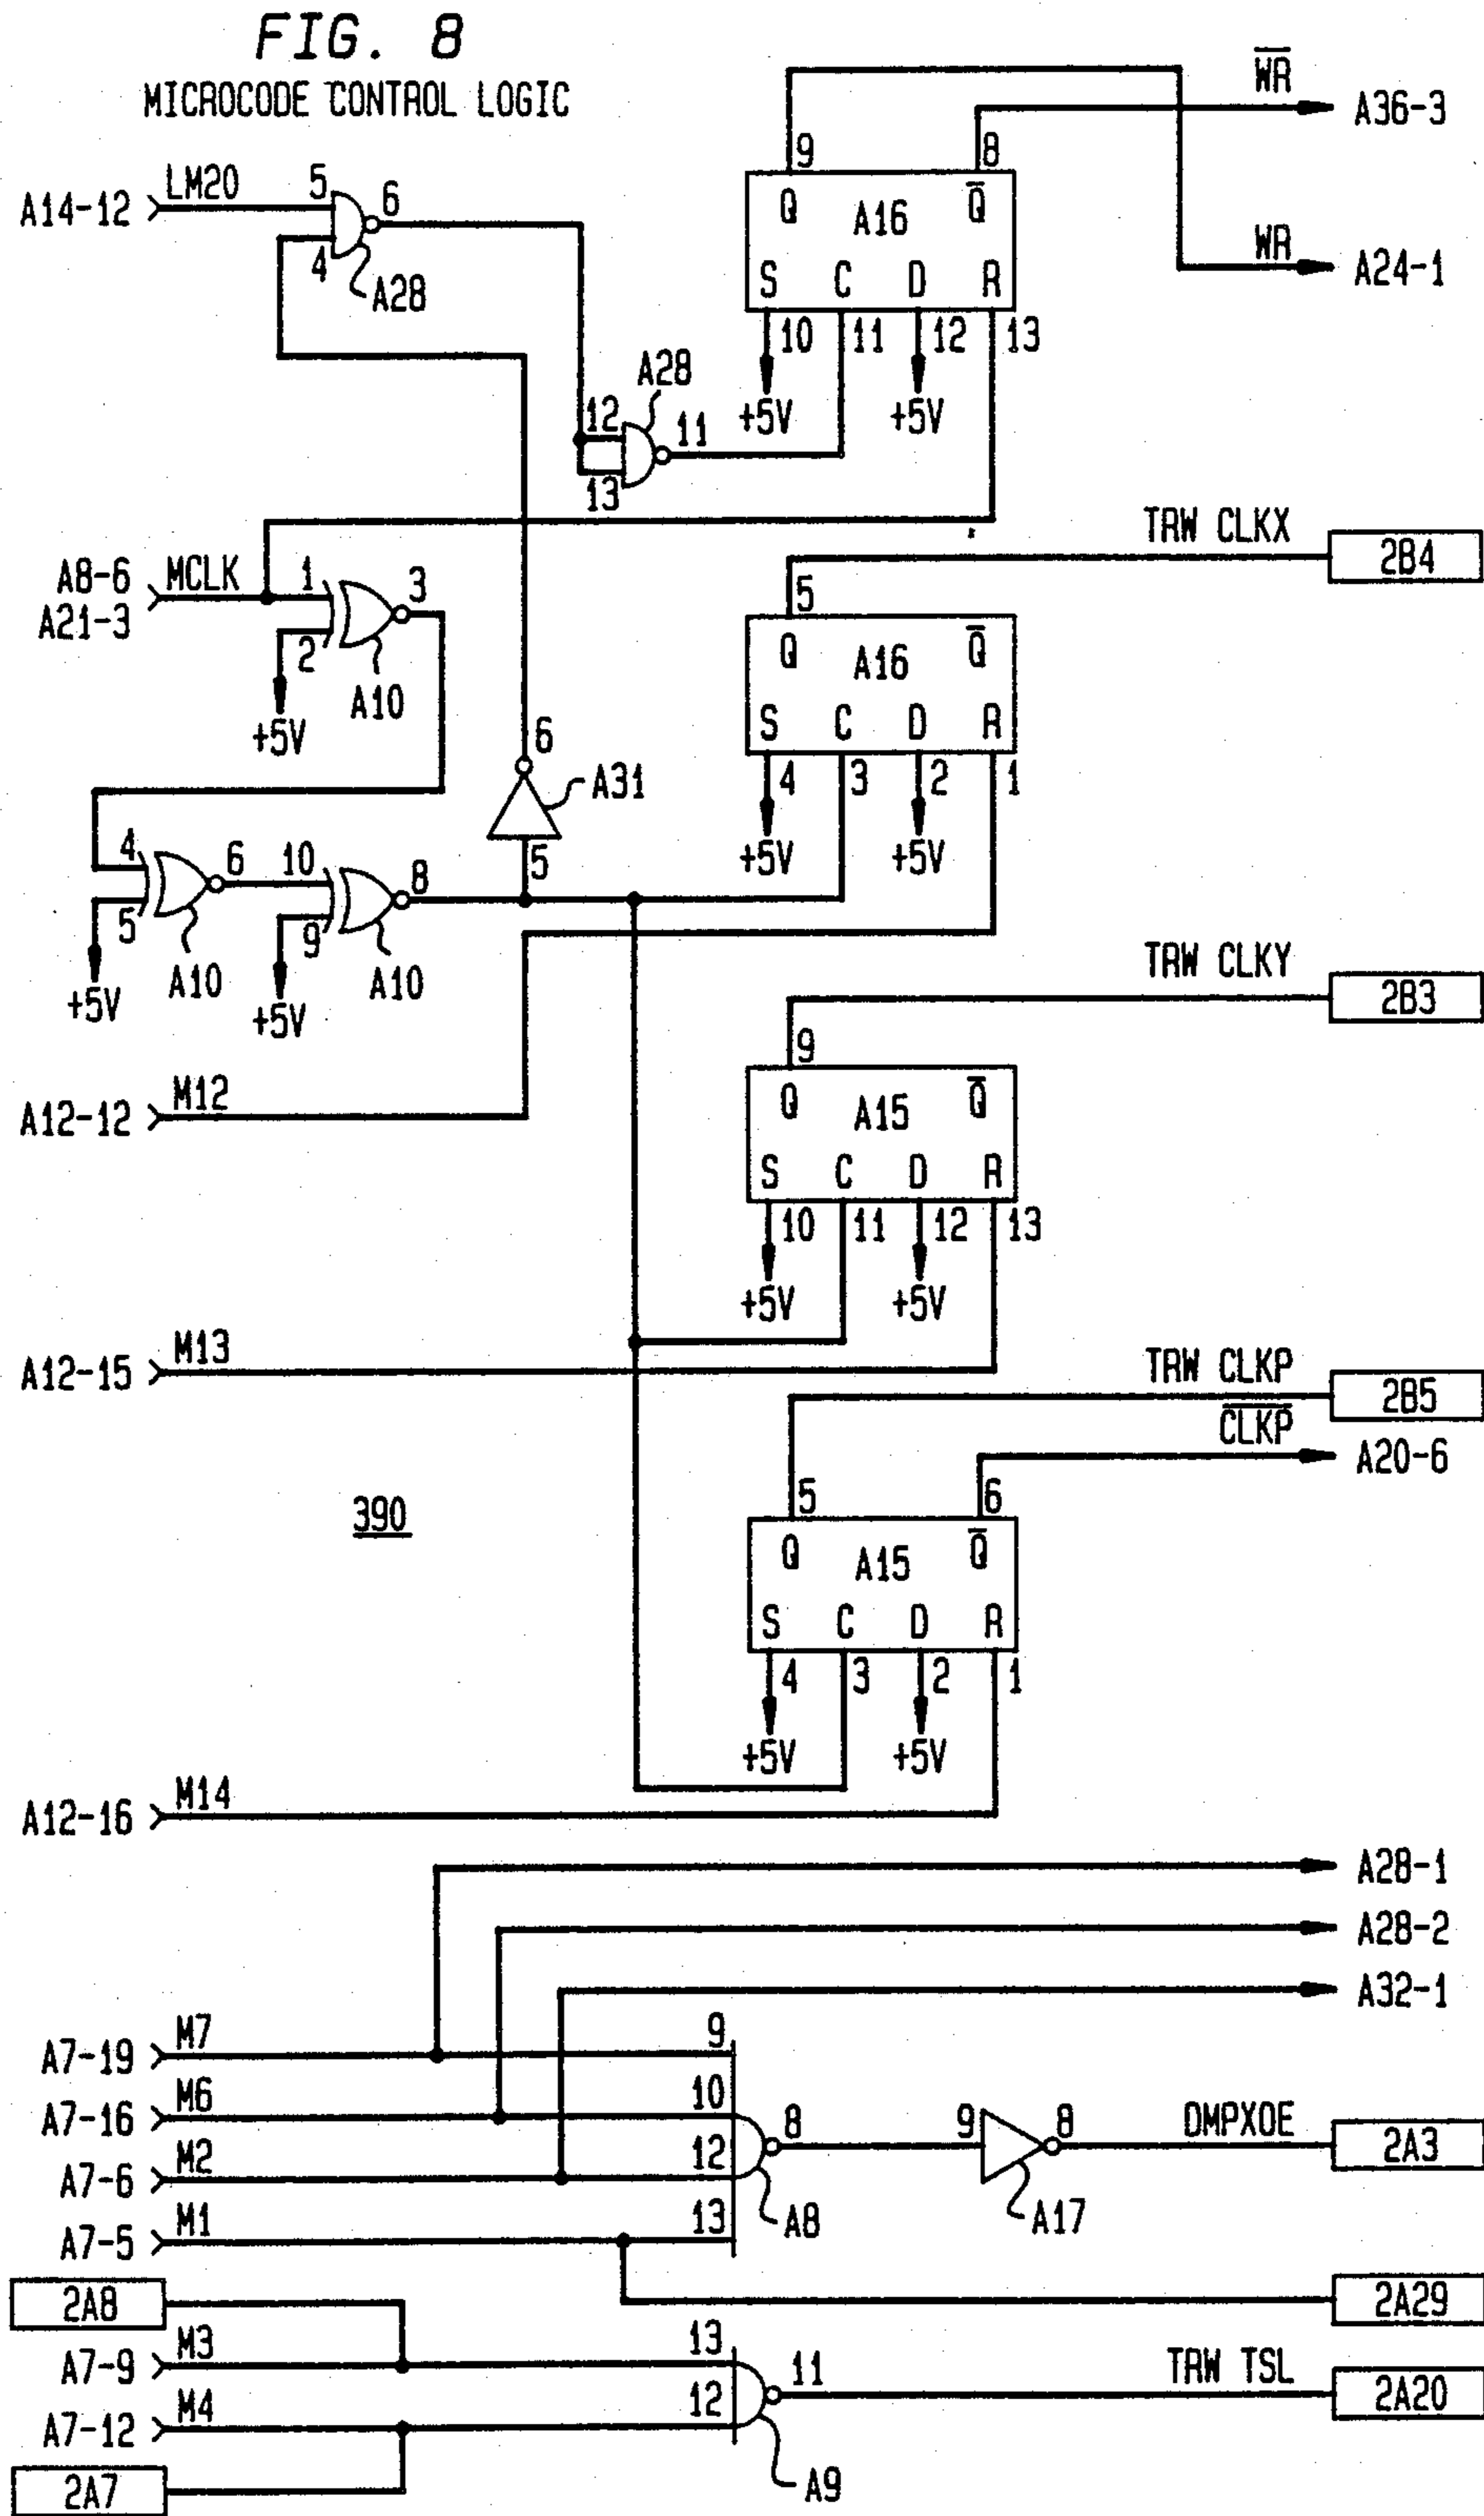 FIG. 8
MICROCODE CONTROL LOGIC
WR
A36-3
9
8
LM20
5
6
A14-12
4
A28
Q
A16
Q
WR
A24-1
S
C
D
R
10
11
12
13
+5V
+5V
A28
12
11
13
TRW CLKX
2B4
A8-6
MCLK
1
3
A21-3
2
A10
+5V
5
Q
A16
Q
S
C
D
R
4
3
2
1
+5V
+5V
6
A31
5
4
6
10
8
5
A10
9
A10
+5V
+5V
TRW CLKY
2B3
9
M12
A12-12
Q
A15
Q
S
C
D
R
10
11
12
13
+5V
+5V
M13
A12-15
TRW CLKP
2B5
CLKP
A20-6
390
5
6
Q
A15
Q
S
C
D
R
4
3
2
1
+5V
+5V
M14
A12-16
A28-1
A28-2
A32-1
M7
9
A7-19
M6
10
A7-16
8
9
8
DMPXOE
2A3
M2
12
A7-6
M1
13
A8
A17
A7-5
2A8
2A29
M3
13
A7-9
11
TRW TSL
2A20
M4
12
A7-12
2A7
A9